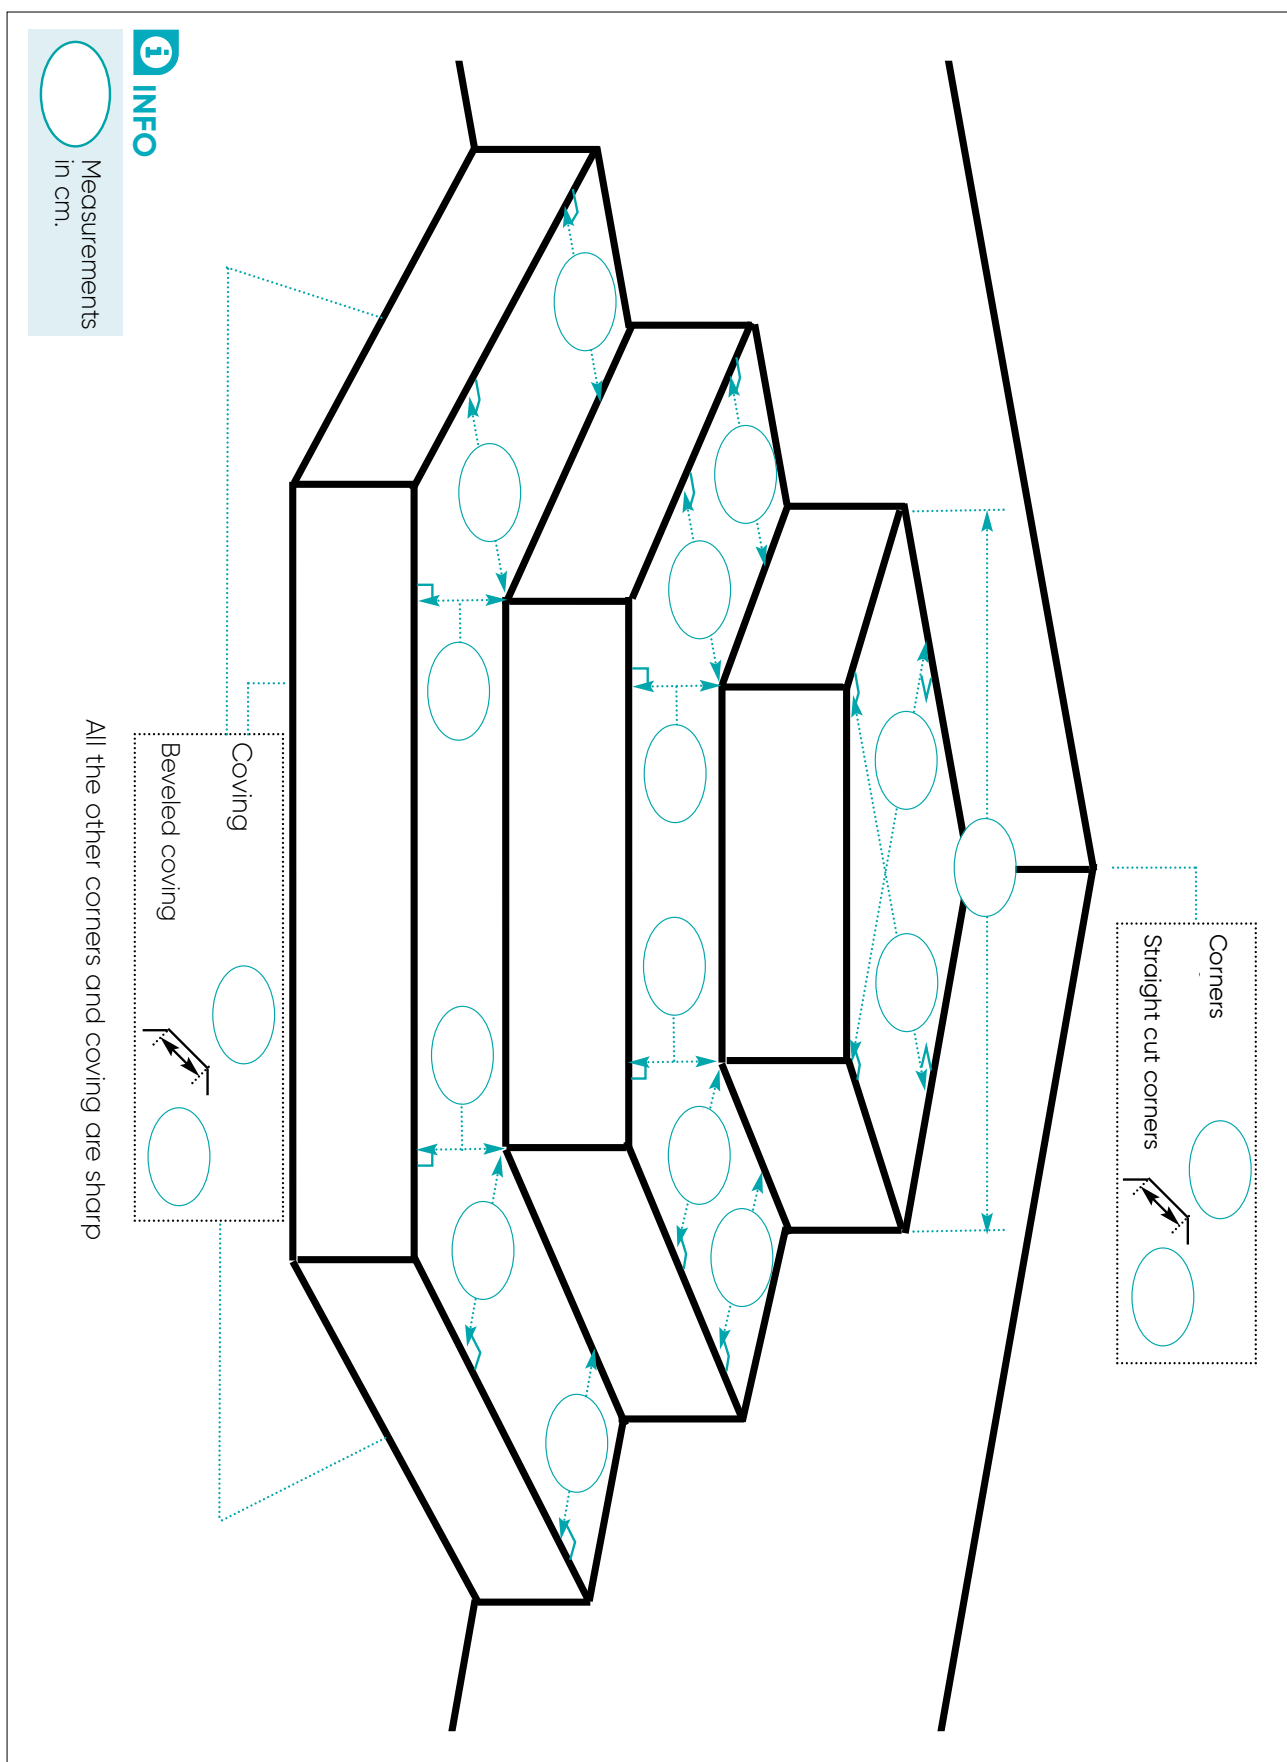 Corners
Straight cut corners
Coving
Beveled coving
All the other corners and coving are sharp
i INFO
Measurements
in cm.